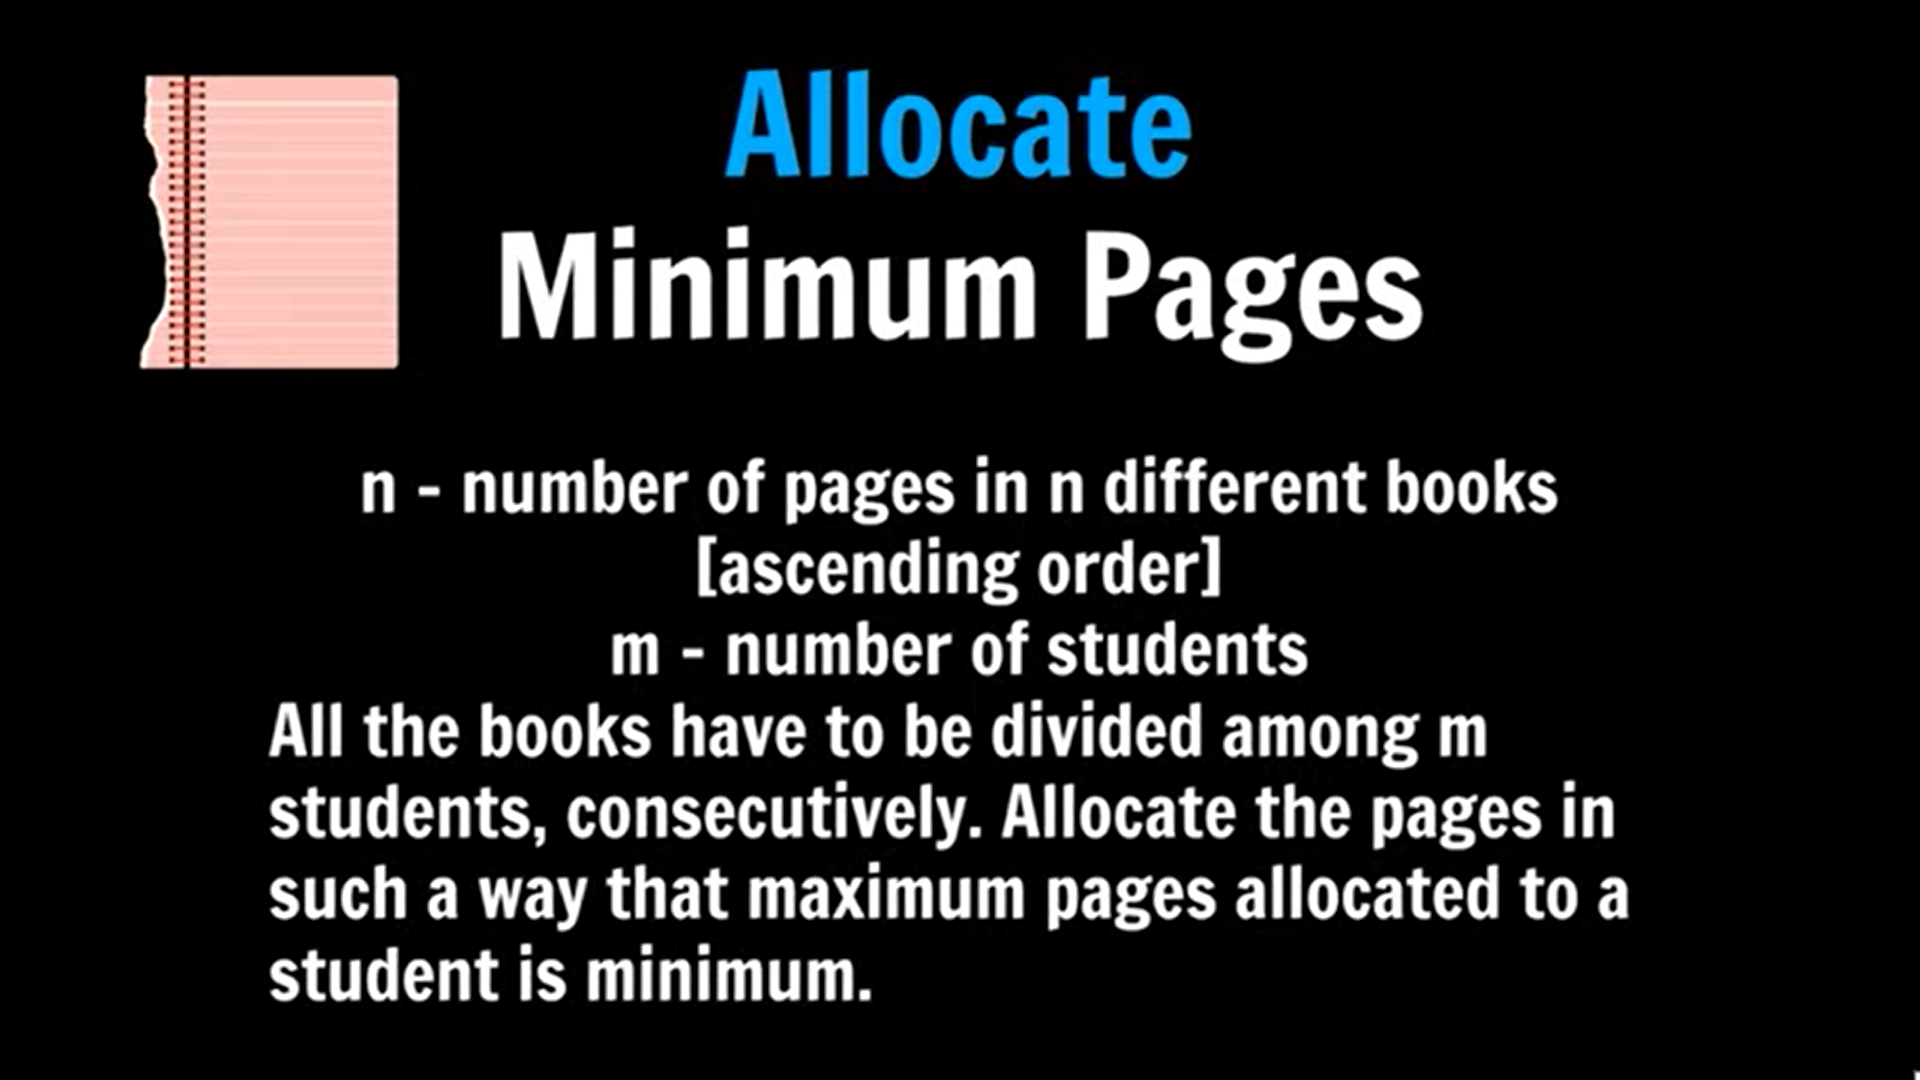 Allocate
Minimum Pages
n - number of pages in n different books
[ascending order]
m - number of students
All the books have to be divided among m
students, consecutively. Allocate the pages in
such a way that maximum pages allocated to a
student is minimum.